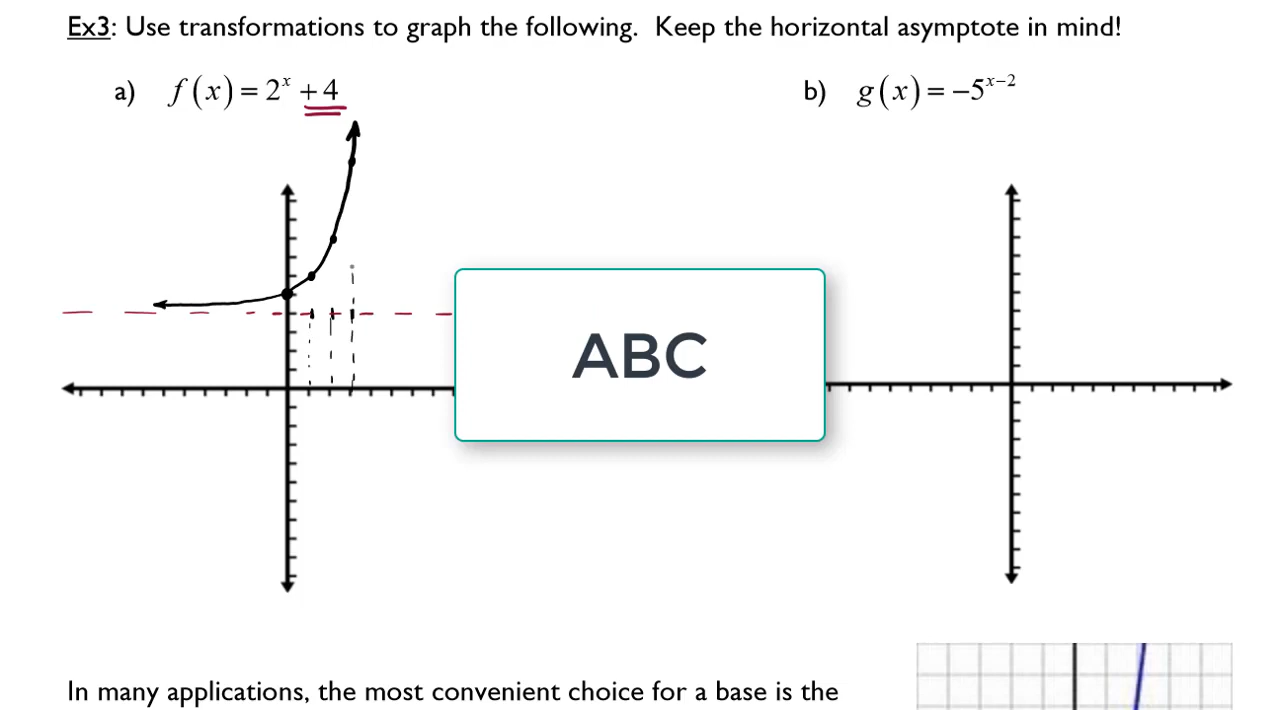 Ex3: Use transformations to graph the following. Keep the horizontal asymptote in mind!
a) f(x) = 2^x + 4
b) g(x) = −5^{x−2}
ABC
In many applications, the most convenient choice for a base is the